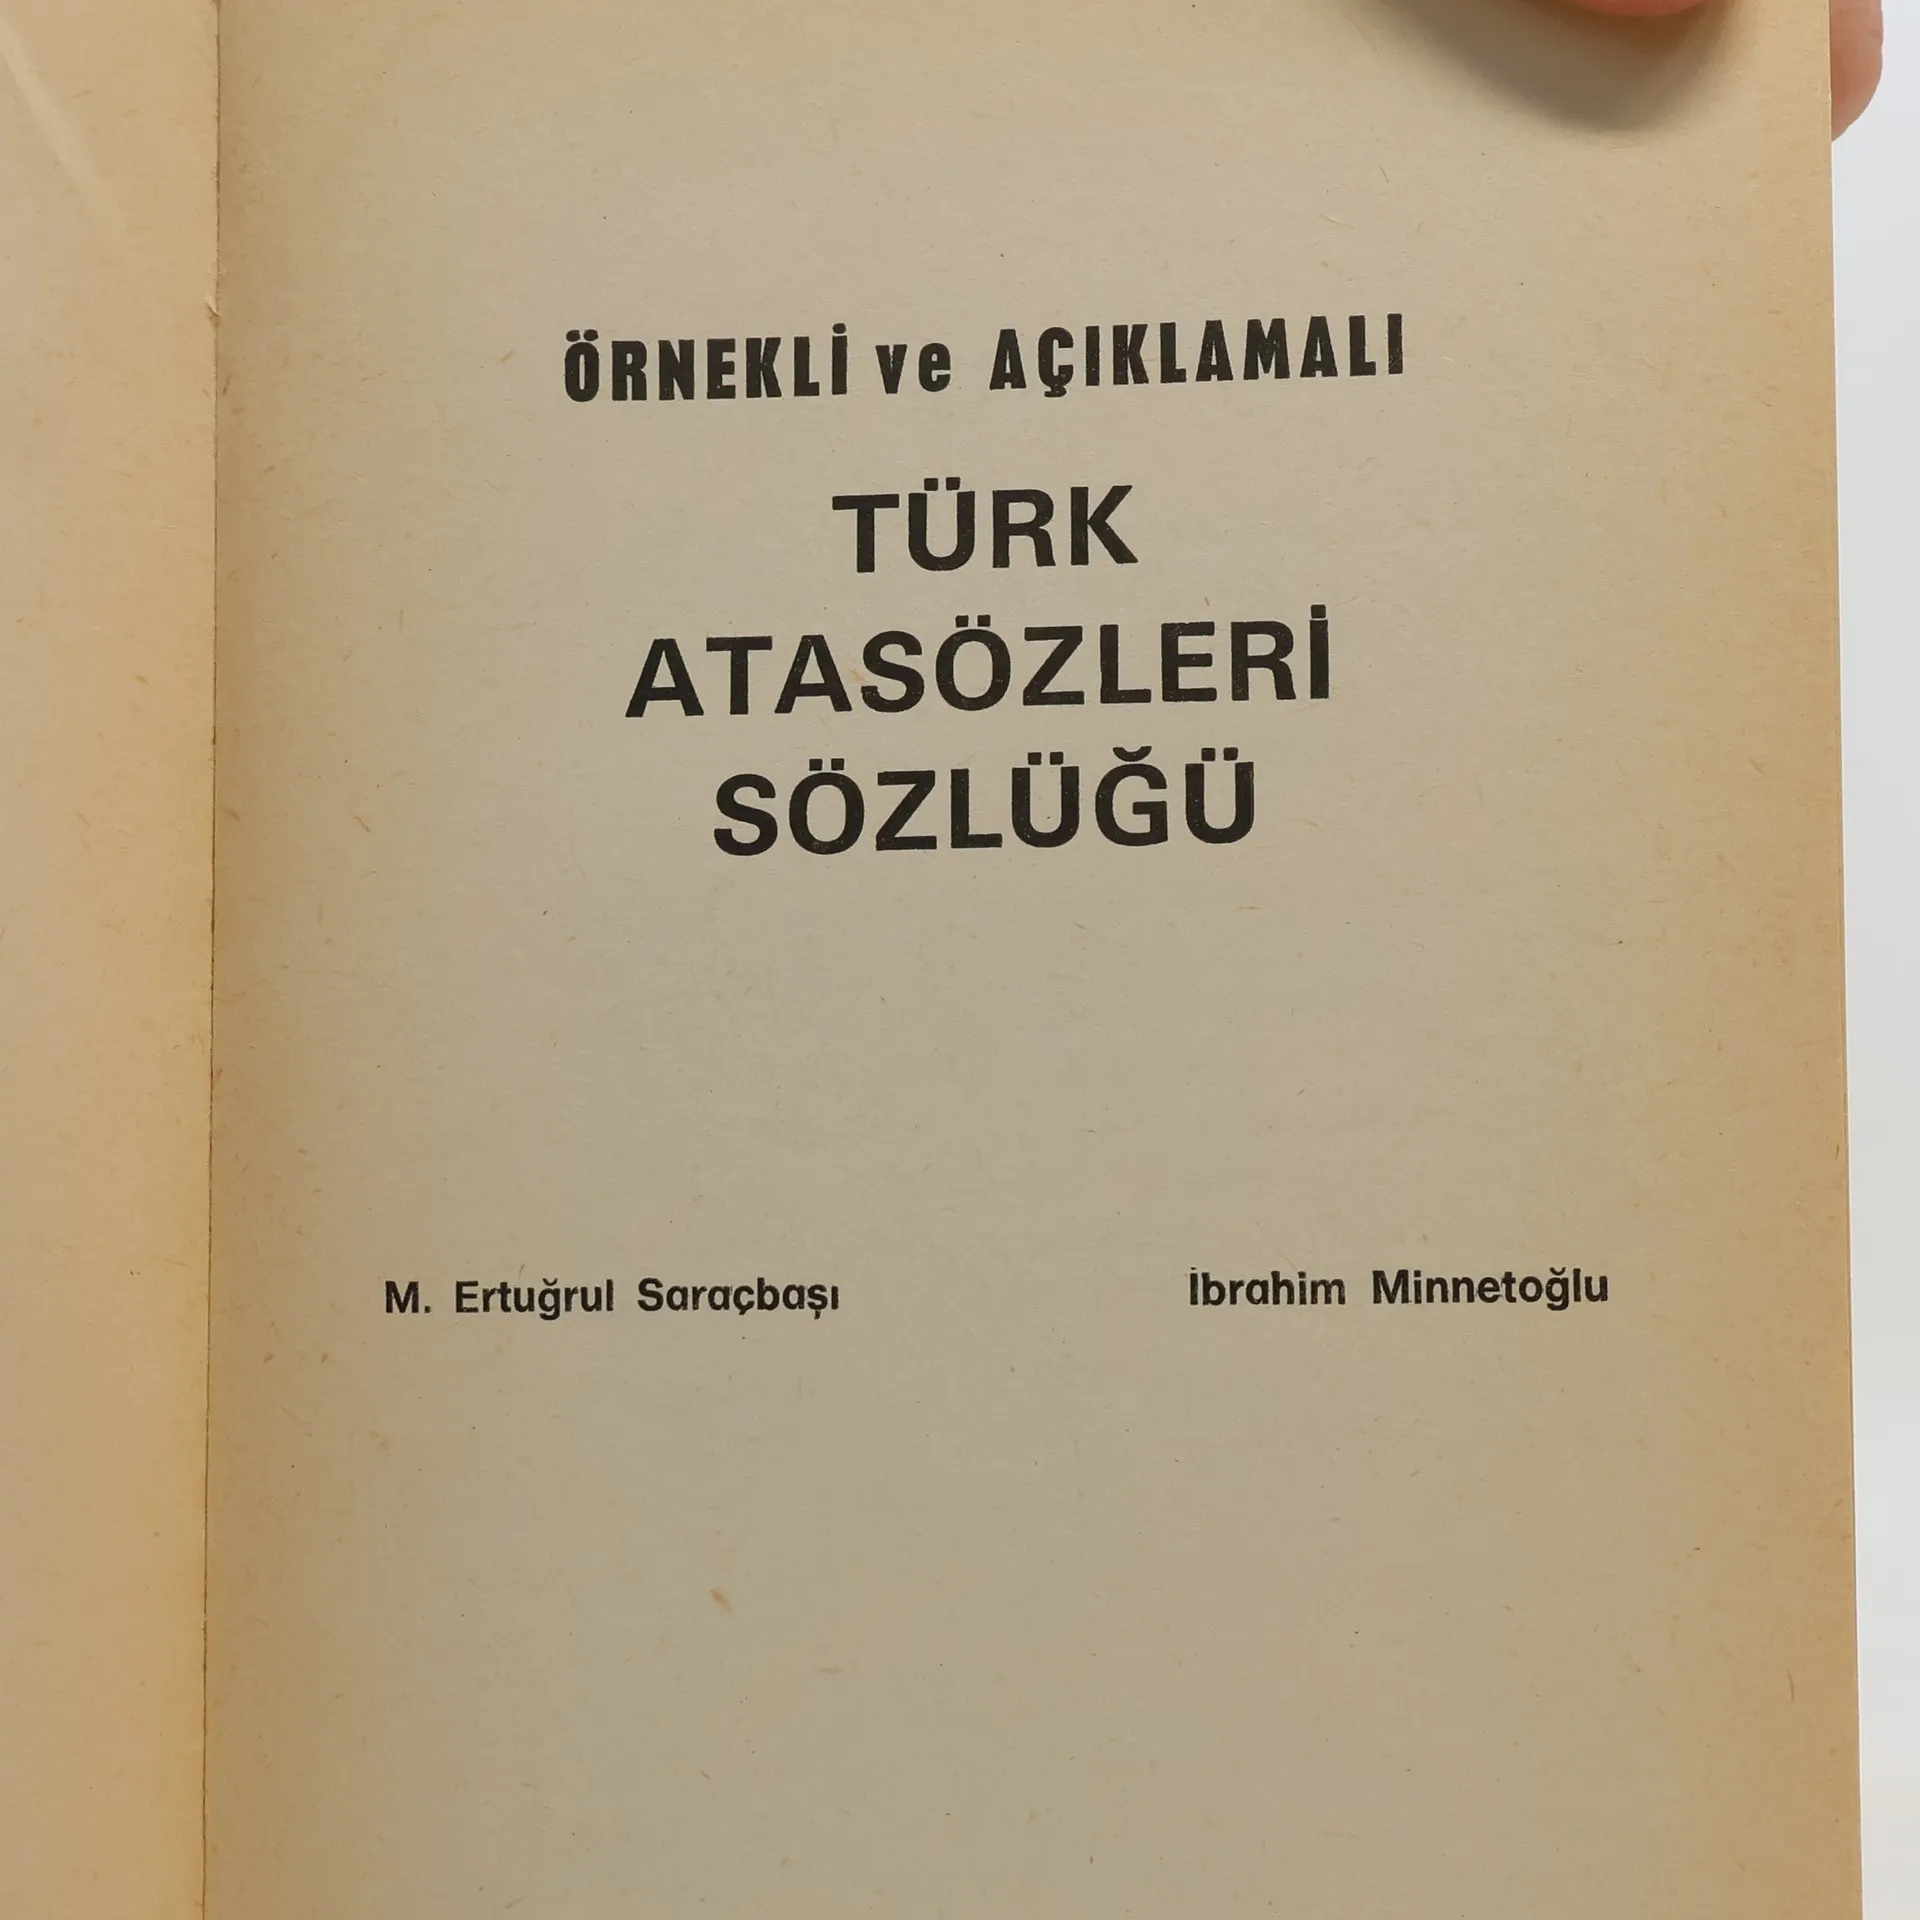 ÖRNEKLİ ve AÇIKLAMALI
TÜRK
ATASÖZLERİ
SÖZLÜĞÜ
M. Ertuğrul Saraçbaşı
İbrahim Minnetoğlu